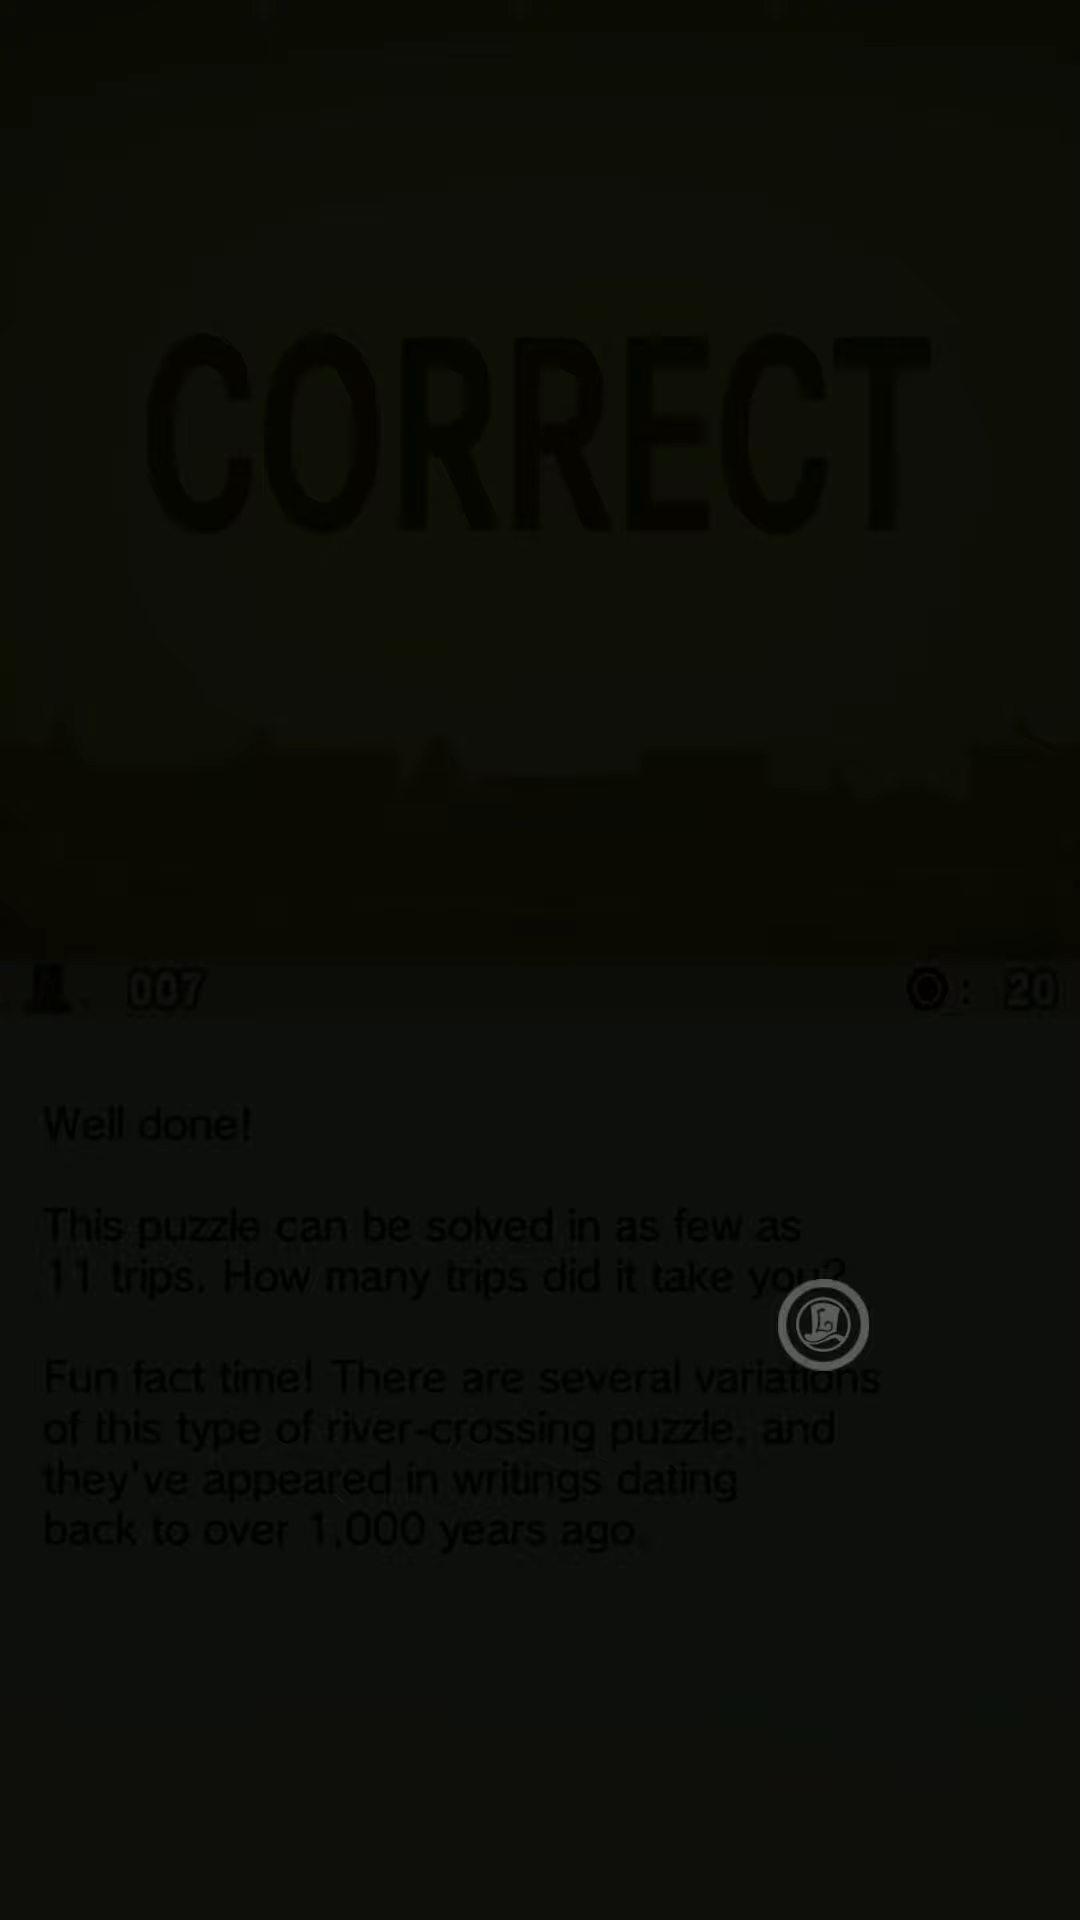 CORRECT
007
: 20
Well done!
This puzzle can be solved in as few as
11 trips. How many trips did it take you?
Fun fact time! There are several variations
of this type of river-crossing puzzle, and
they've appeared in writings dating
back to over 1,000 years ago.